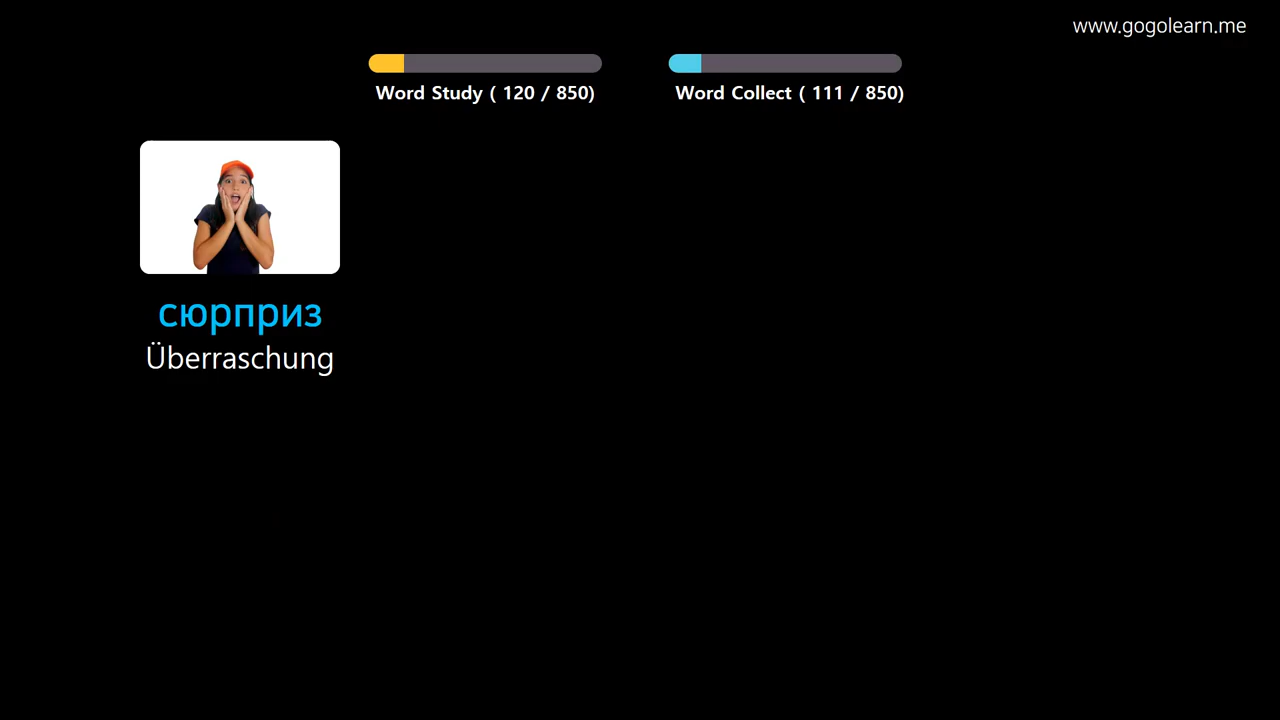 www.gogolearn.me
Word Study ( 120 / 850)
Word Collect ( 111 / 850)
сюрприз
Überraschung